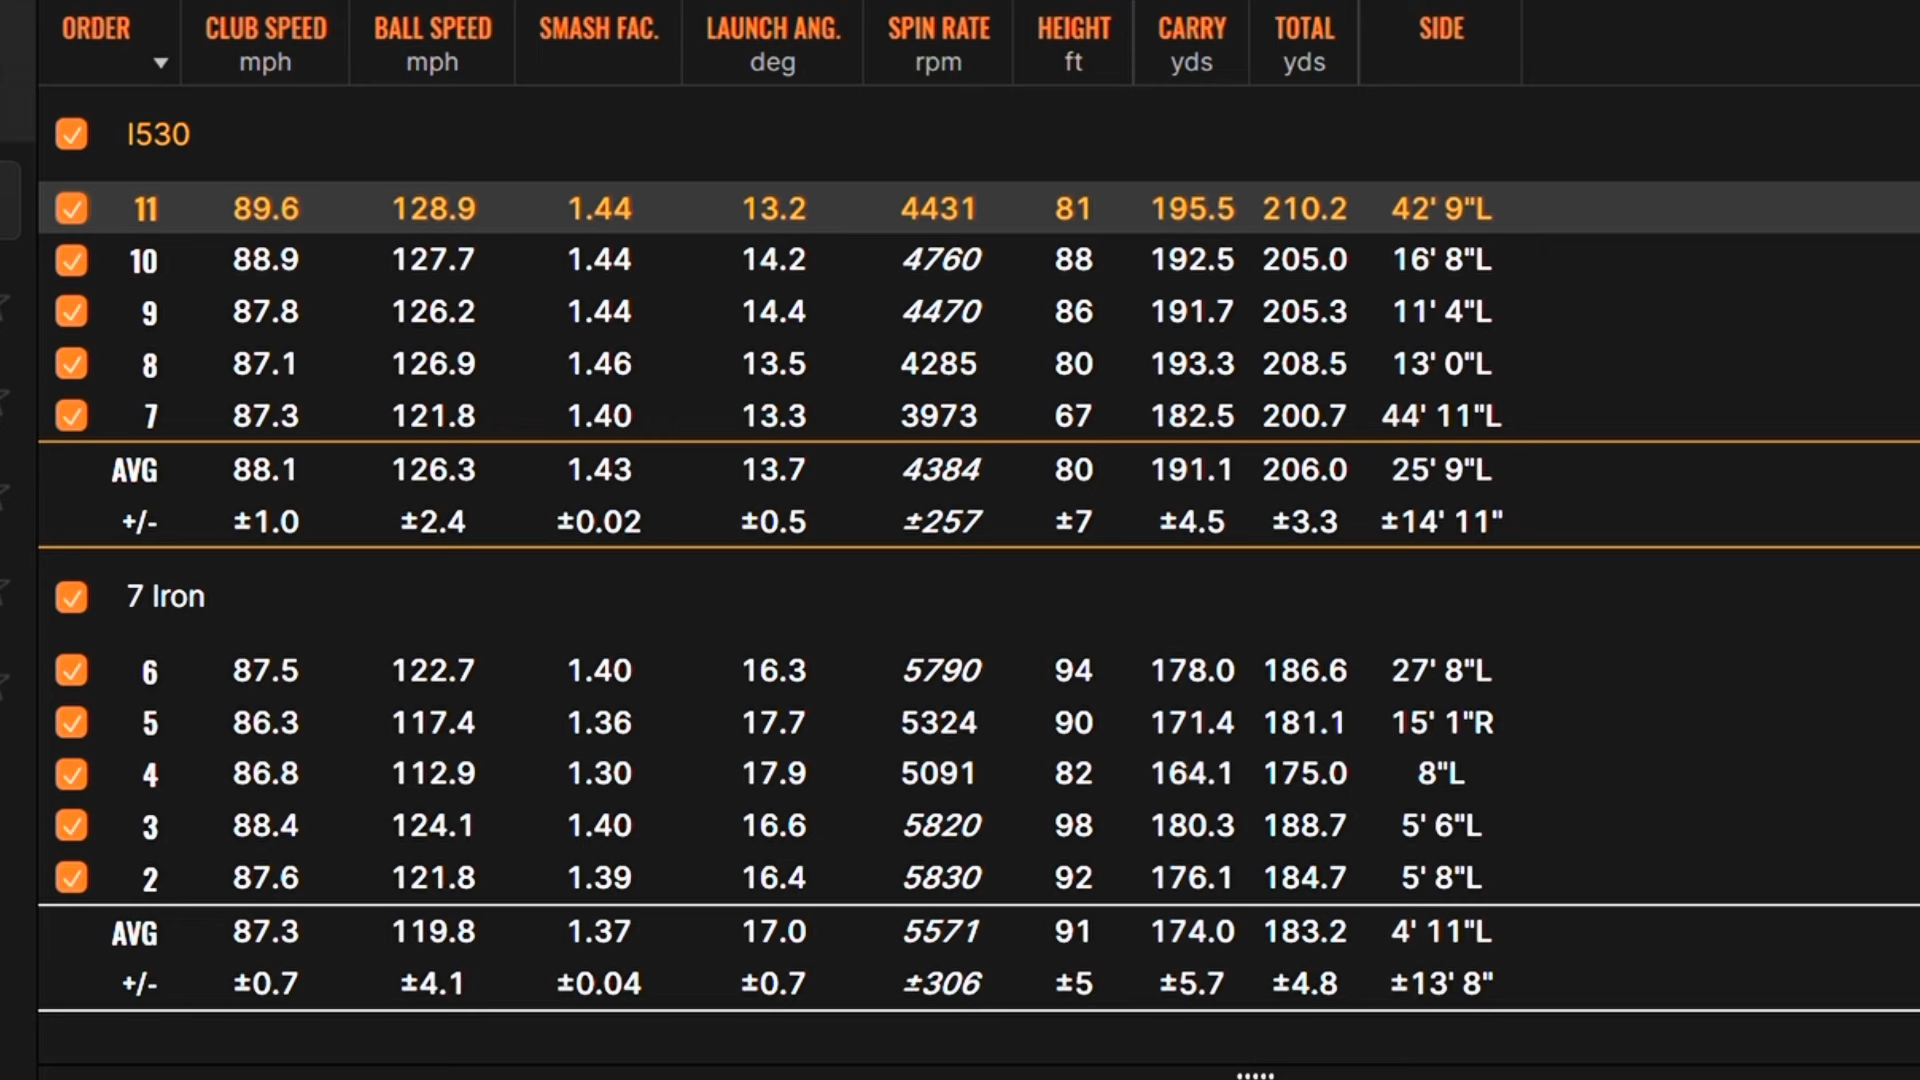 ORDER CLUB SPEED BALL SPEED SMASH FAC. LAUNCH ANG. SPIN RATE HEIGHT CARRY TOTAL SIDE
mph mph deg rpm ft yds yds
I530
11 89.6 128.9 1.44 13.2 4431 81 195.5 210.2 42' 9"L
10 88.9 127.7 1.44 14.2 4760 88 192.5 205.0 16' 8"L
9 87.8 126.2 1.44 14.4 4470 86 191.7 205.3 11' 4"L
8 87.1 126.9 1.46 13.5 4285 80 193.3 208.5 13' 0"L
7 87.3 121.8 1.40 13.3 3973 67 182.5 200.7 44' 11"L
AVG 88.1 126.3 1.43 13.7 4384 80 191.1 206.0 25' 9"L
+/- ±1.0 ±2.4 ±0.02 ±0.5 ±257 ±7 ±4.5 ±3.3 ±14' 11"
7 Iron
6 87.5 122.7 1.40 16.3 5790 94 178.0 186.6 27' 8"L
5 86.3 117.4 1.36 17.7 5324 90 171.4 181.1 15' 1"R
4 86.8 112.9 1.30 17.9 5091 82 164.1 175.0 8"L
3 88.4 124.1 1.40 16.6 5820 98 180.3 188.7 5' 6"L
2 87.6 121.8 1.39 16.4 5830 92 176.1 184.7 5' 8"L
AVG 87.3 119.8 1.37 17.0 5571 91 174.0 183.2 4' 11"L
+/- ±0.7 ±4.1 ±0.04 ±0.7 ±306 ±5 ±5.7 ±4.8 ±13' 8"